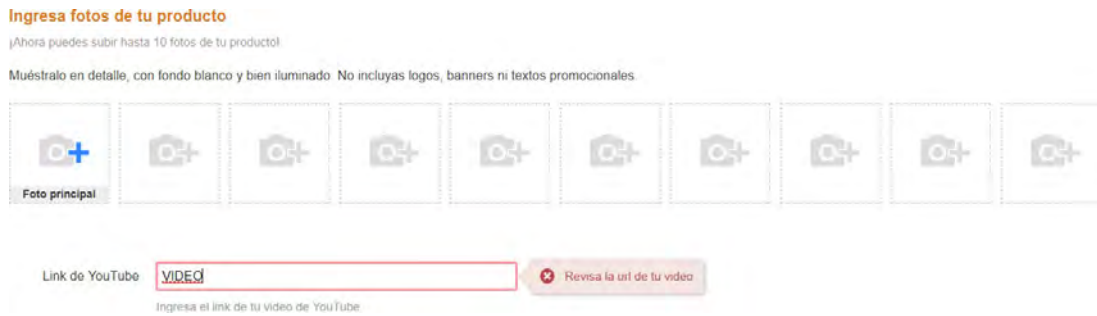 Ingresa fotos de tu producto
¡Ahora puedes subir hasta 10 fotos de tu producto!
Muéstralo en detalle, con fondo blanco y bien iluminado. No incluyas logos, banners ni textos promocionales.
Foto principal
Link de YouTube VIDEO Revisa la url de tu video
Ingresa el link de tu video de YouTube